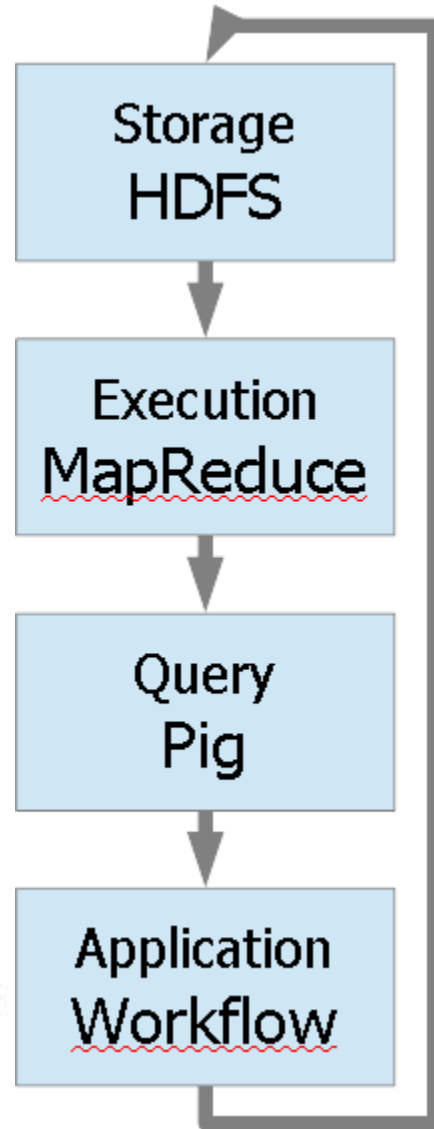 Storage
HDFS
Execution
MapReduce
Query
Pig
Application
Workflow